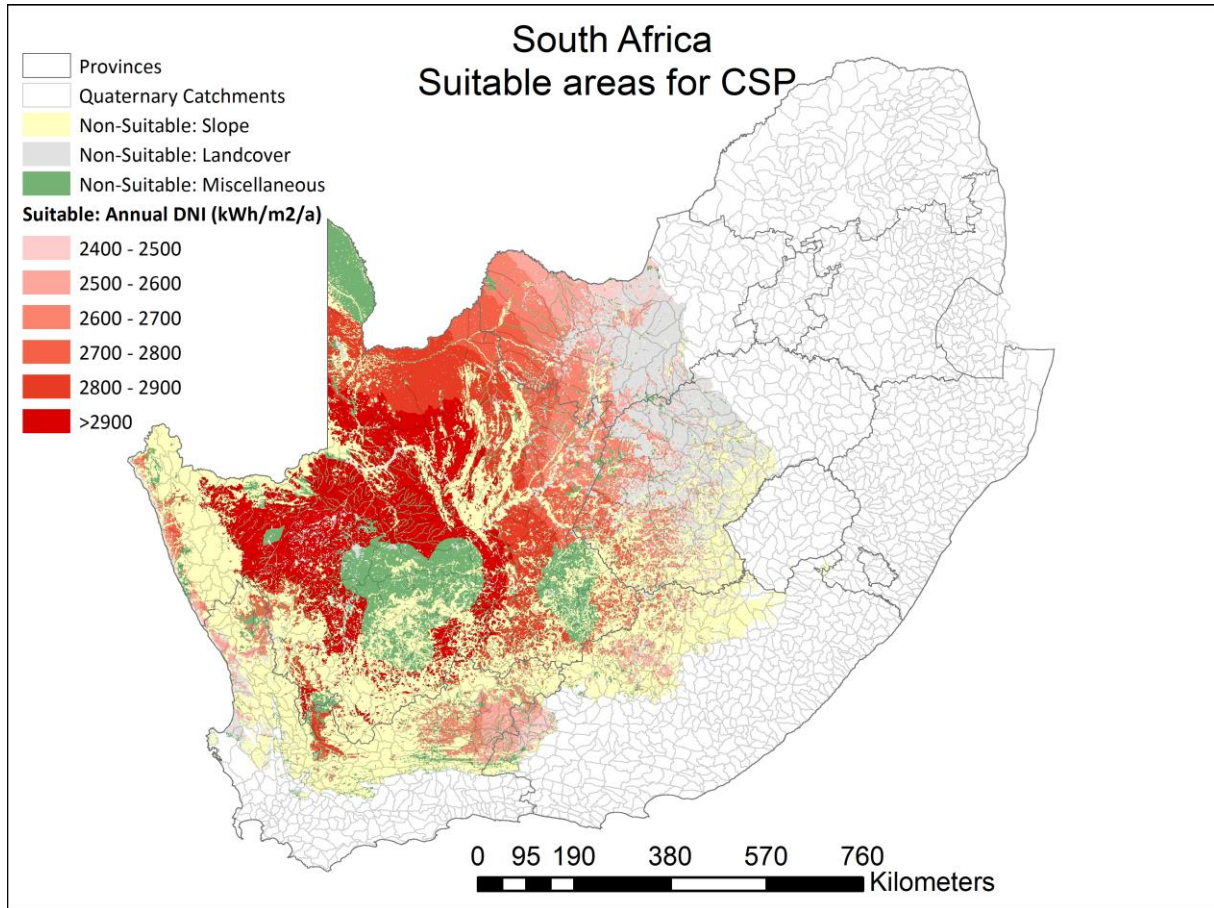 South Africa
Suitable areas for CSP
Provinces
Quaternary Catchments
Non-Suitable: Slope
Non-Suitable: Landcover
Non-Suitable: Miscellaneous
Suitable: Annual DNI (kWh/m2/a)
2400 - 2500
2500 - 2600
2600 - 2700
2700 - 2800
2800 - 2900
>2900
0 95 190 380 570 760
Kilometers